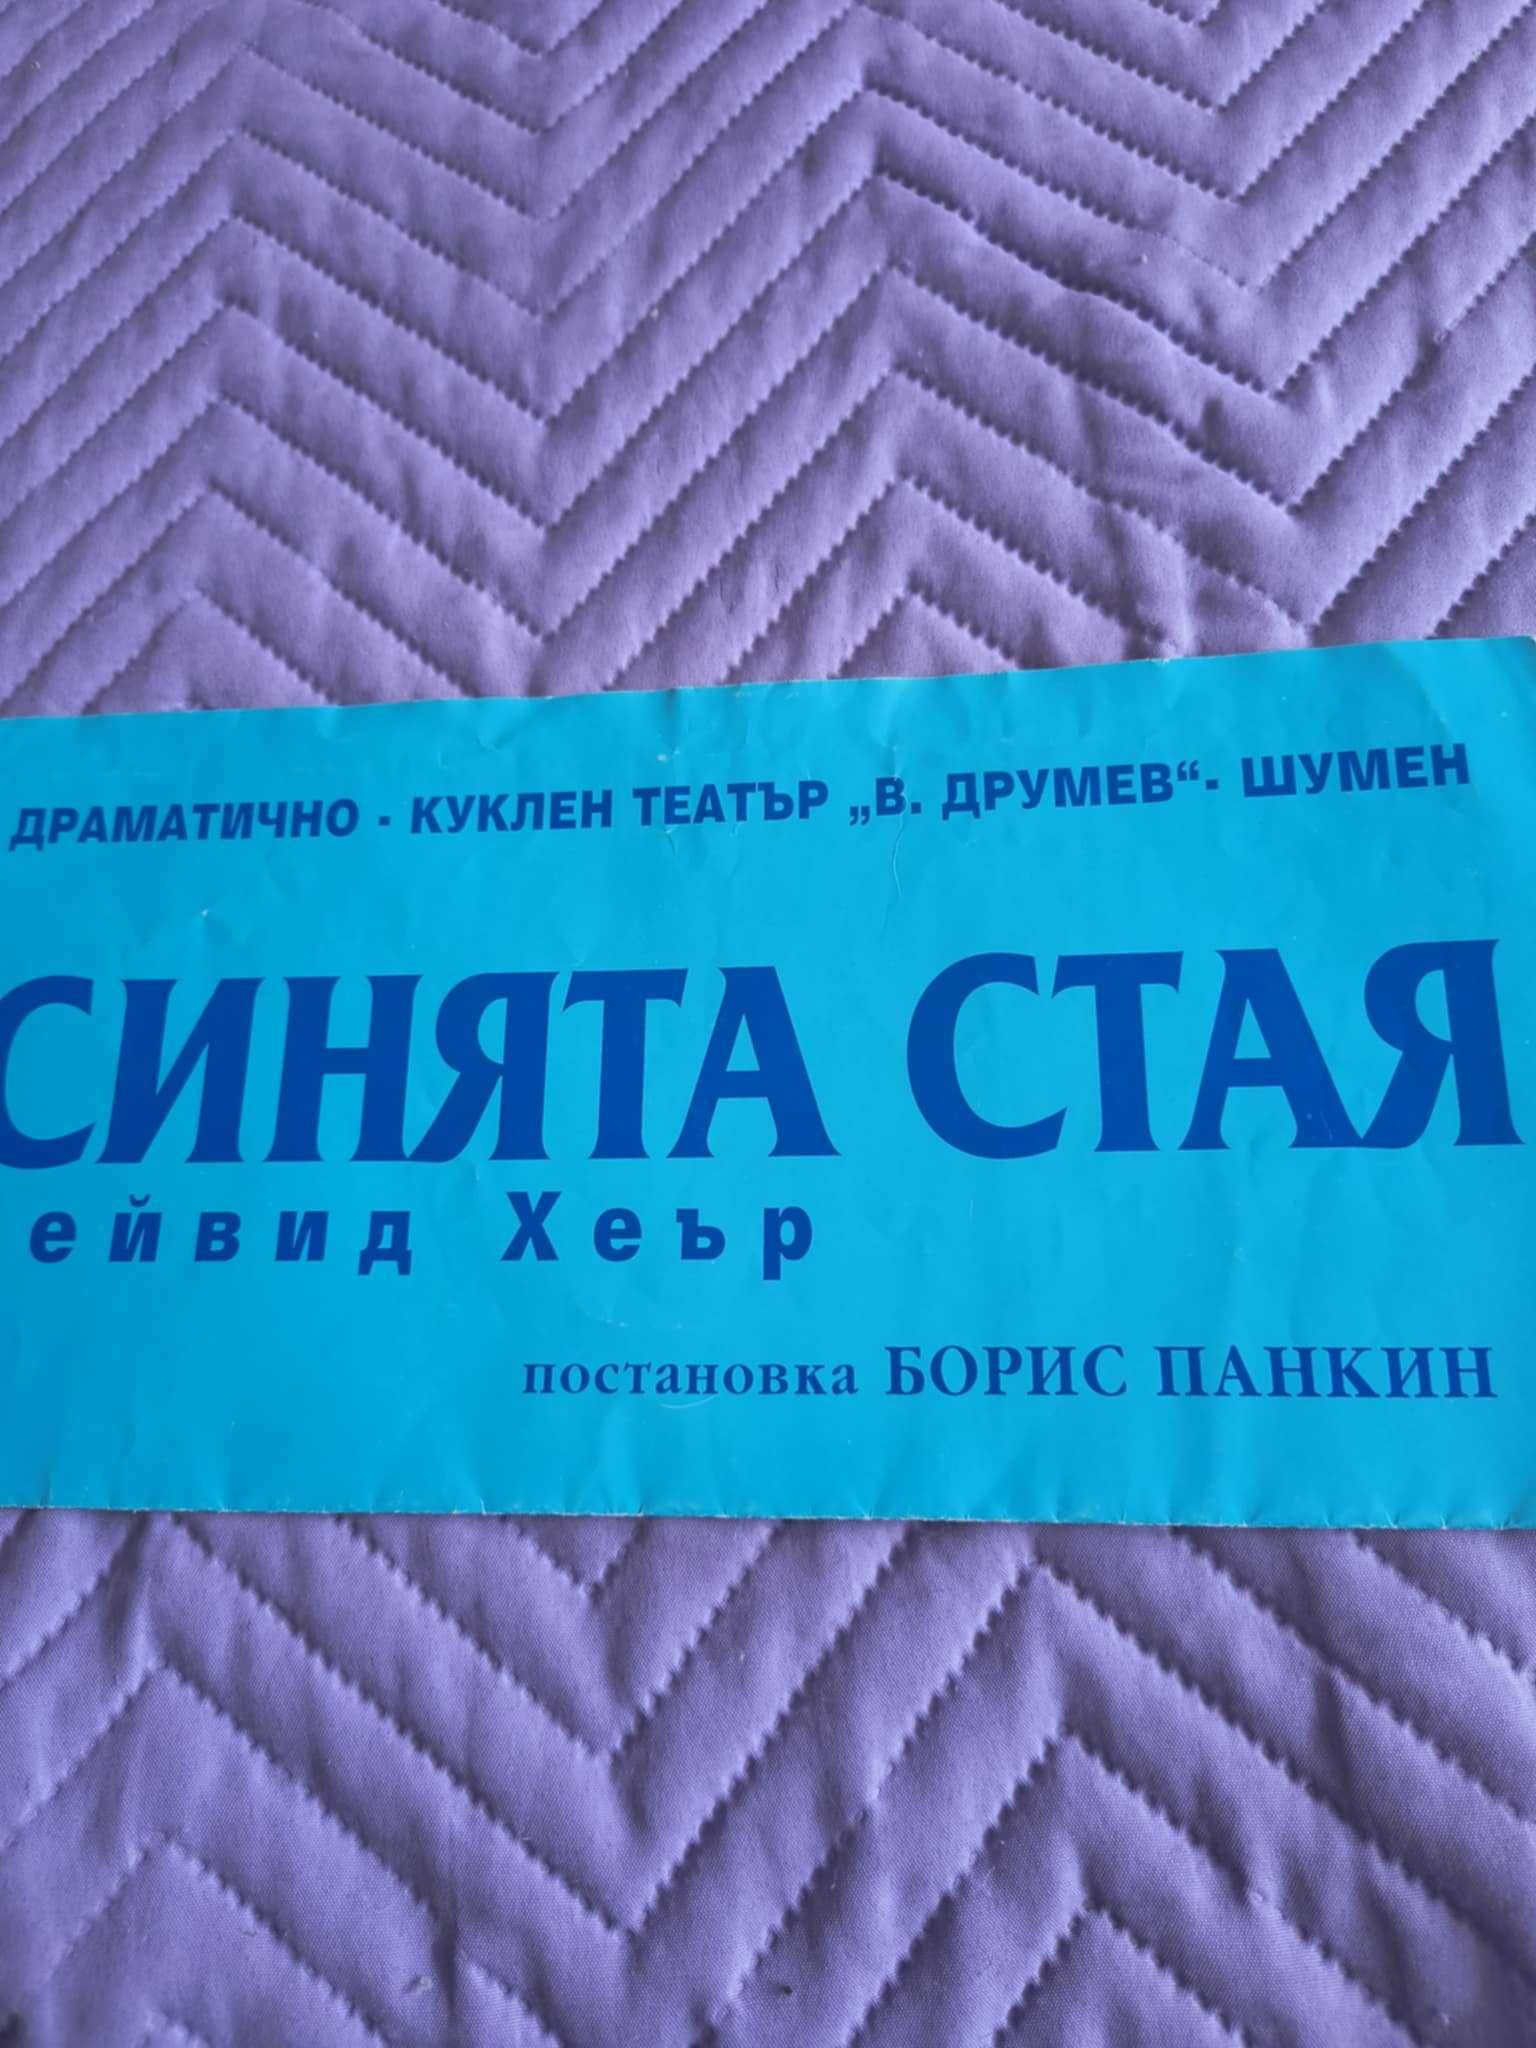 ДРАМАТИЧНО - КУКЛЕН ТЕАТЪР „В. ДРУМЕВ“- ШУМЕН
СИНЯТА СТАЯ
ейвид Хеър
постановка БОРИС ПАНКИН